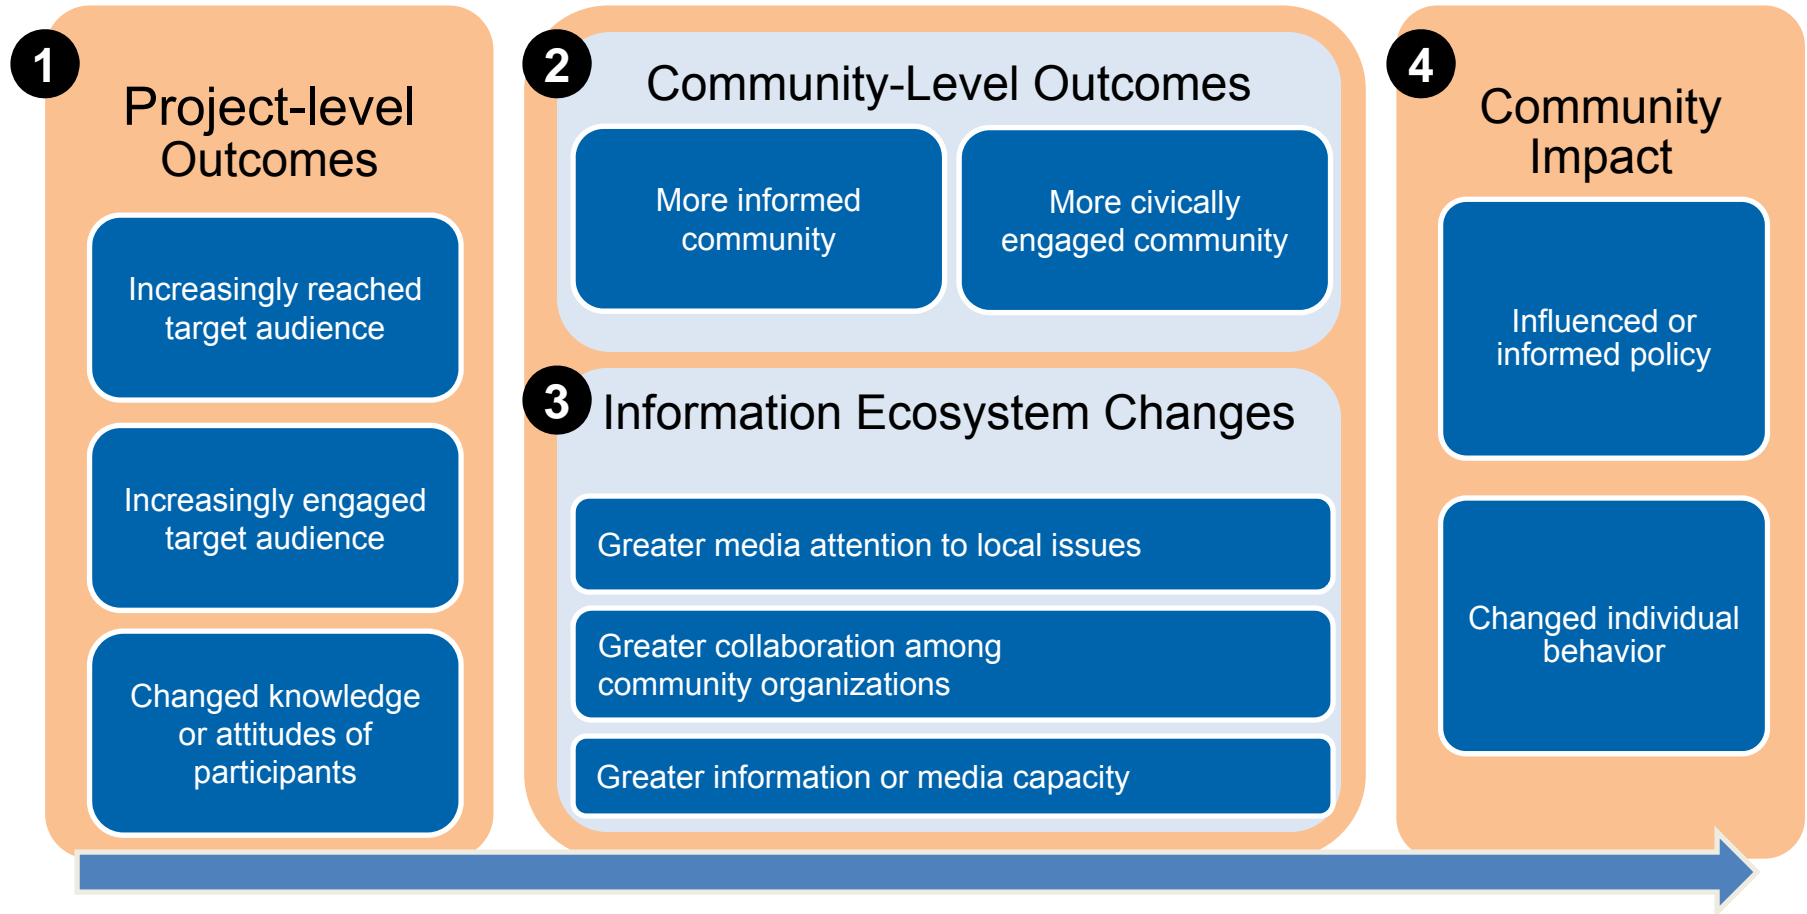 1
Project-level
Outcomes
Increasingly reached
target audience
Increasingly engaged
target audience
Changed knowledge
or attitudes of
participants
2
Community-Level Outcomes
More informed
community
More civically
engaged community
3
Information Ecosystem Changes
Greater media attention to local issues
Greater collaboration among
community organizations
Greater information or media capacity
4
Community
Impact
Influenced or
informed policy
Changed individual
behavior